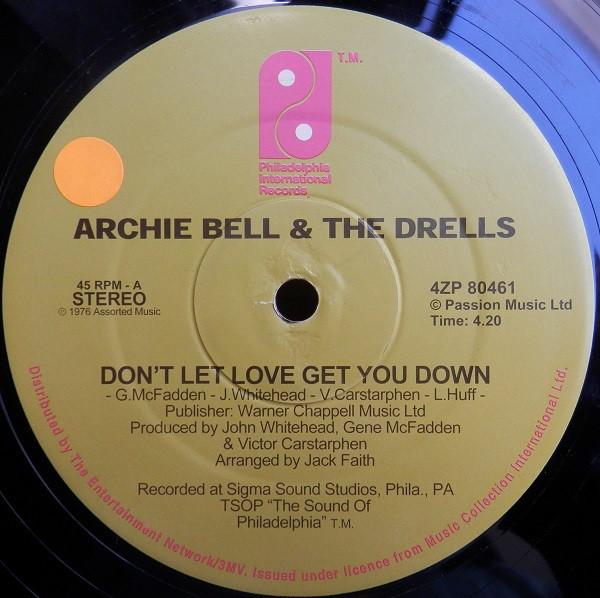 T.M.
Philadelphia
International
Records
ARCHIE BELL & THE DRELLS
45 RPM - A
STEREO
© 1976 Assorted Music
4ZP 80461
© Passion Music Ltd
Time: 4.20
DON'T LET LOVE GET YOU DOWN
- G.McFadden - J.Whitehead - V.Carstarphen - L.Huff -
Publisher: Warner Chappell Music Ltd
Produced by John Whitehead, Gene McFadden
& Victor Carstarphen
Arranged by Jack Faith
Recorded at Sigma Sound Studios, Phila., PA
TSOP "The Sound Of
Philadelphia" T.M.
Distributed by The Entertainment Network/3MV. Issued under licence from Music Collection International Ltd.